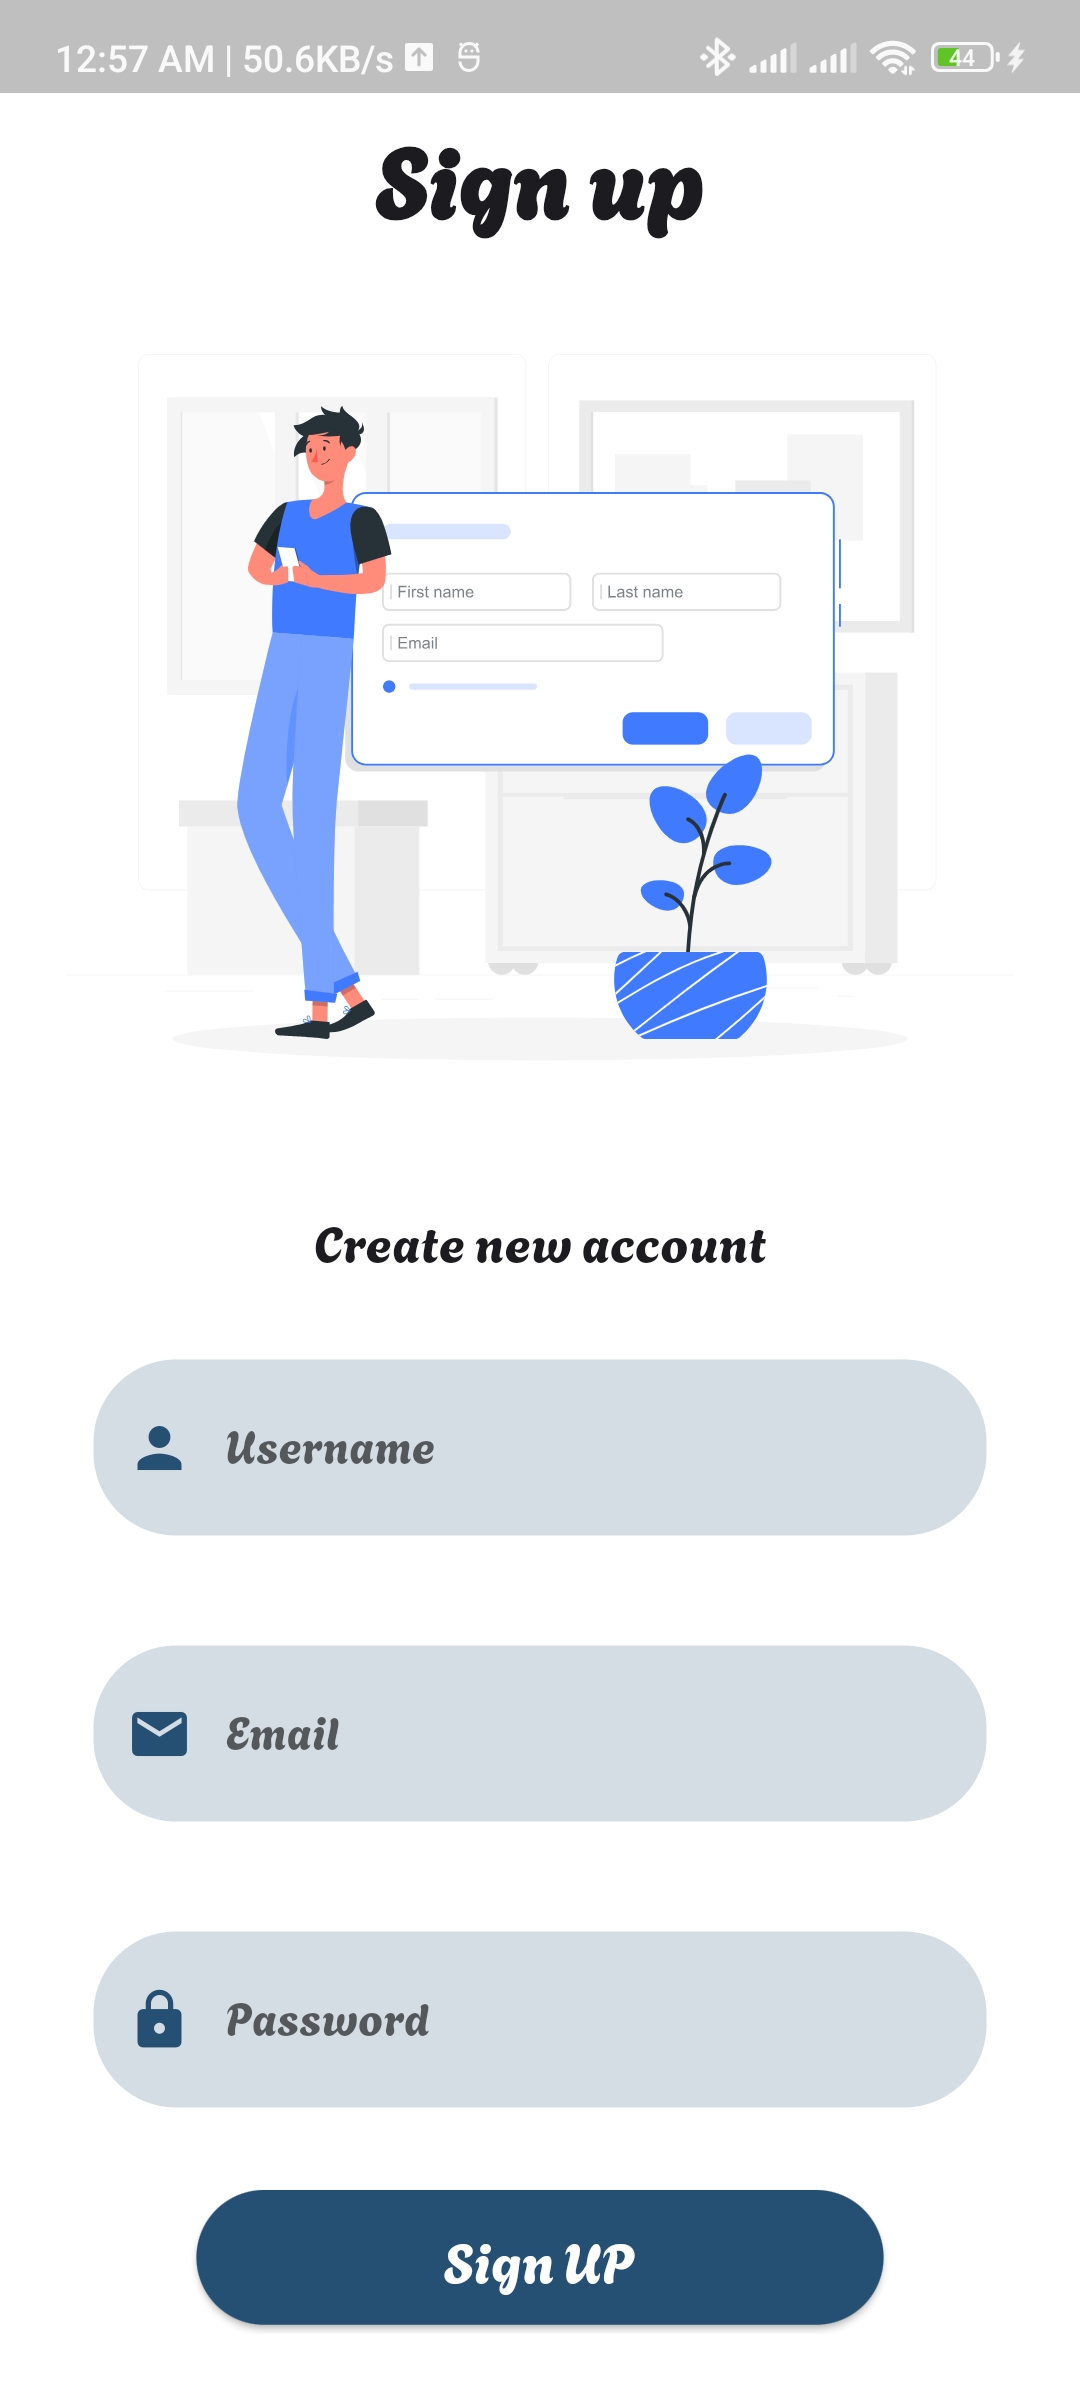 12:57 AM | 50.6KB/s
44
Sign up
First name
Last name
Email
Create new account
Username
Email
Password
Sign UP